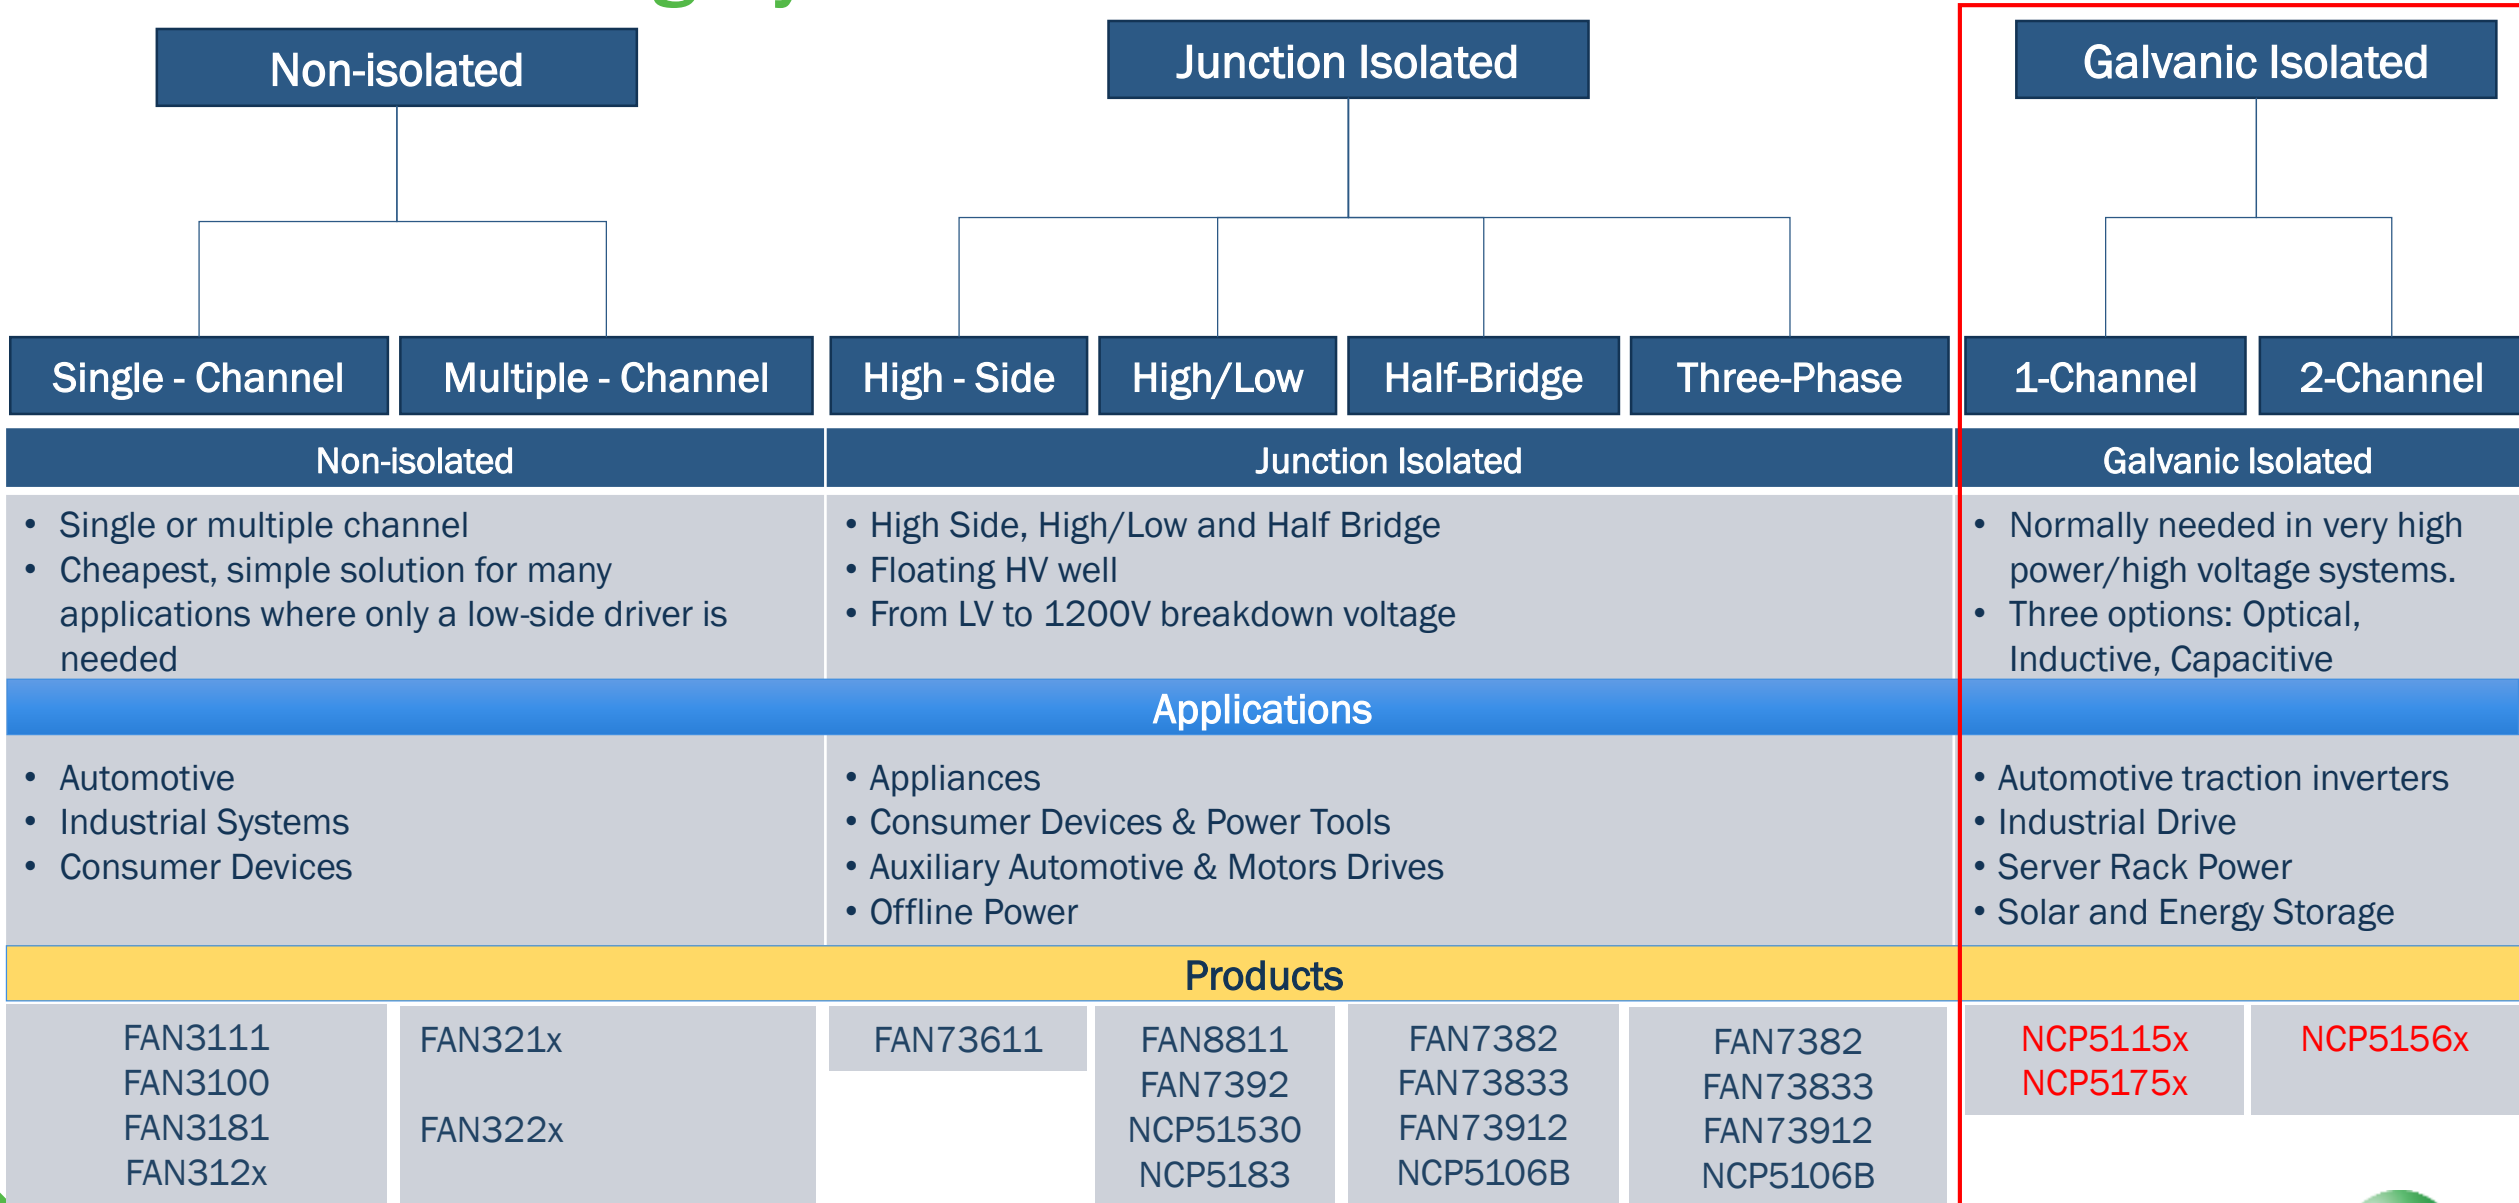 Non-isolated
Junction Isolated
Galvanic Isolated
Single - Channel
Multiple - Channel
High - Side
High/Low
Half-Bridge
Three-Phase
1-Channel
2-Channel
Non-isolated
Junction Isolated
Galvanic Isolated
• Single or multiple channel
• Cheapest, simple solution for many
applications where only a low-side driver is
needed
• High Side, High/Low and Half Bridge
• Floating HV well
• From LV to 1200V breakdown voltage
• Normally needed in very high
power/high voltage systems.
• Three options: Optical,
Inductive, Capacitive
Applications
• Automotive
• Industrial Systems
• Consumer Devices
• Appliances
• Consumer Devices & Power Tools
• Auxiliary Automotive & Motors Drives
• Offline Power
• Automotive traction inverters
• Industrial Drive
• Server Rack Power
• Solar and Energy Storage
Products
FAN3111
FAN3100
FAN3181
FAN312x
FAN321x
FAN322x
FAN73611
FAN8811
FAN7392
NCP51530
NCP5183
FAN7382
FAN73833
FAN73912
NCP5106B
FAN7382
FAN73833
FAN73912
NCP5106B
NCP5115x
NCP5175x
NCP5156x